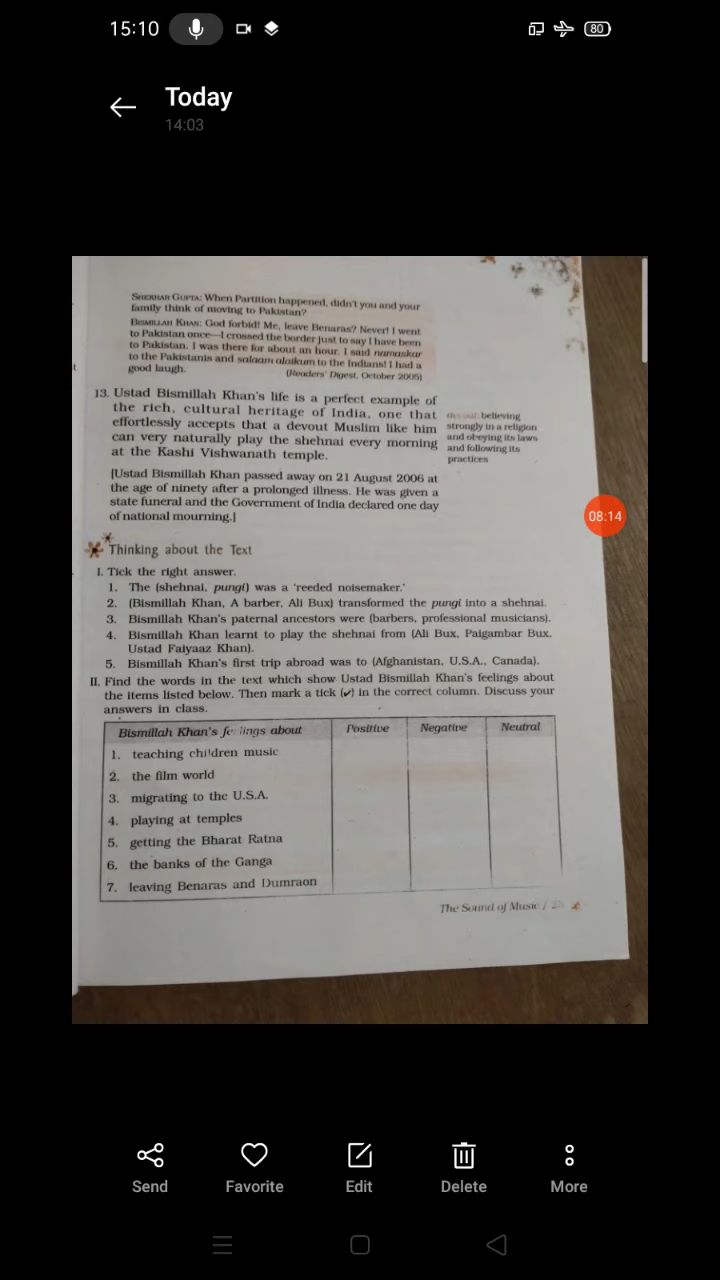 15:10
80
Today
14:03
SHEKHAR GUPTA: When Partition happened, didn't you and your
family think of moving to Pakistan?
BISMILLAH KHAN: God forbid! Me, leave Benaras? Never! I went
to Pakistan once—I crossed the border just to say I have been
to Pakistan. I was there for about an hour. I said namaskar
to the Pakistanis and salaam alaikum to the Indians! I had a
good laugh.
(Readers' Digest, October 2005)
t
13. Ustad Bismillah Khan's life is a perfect example of
the rich, cultural heritage of India, one that
effortlessly accepts that a devout Muslim like him
can very naturally play the shehnai every morning
at the Kashi Vishwanath temple.
devout: believing
strongly in a religion
and obeying its laws
and following its
practices
[Ustad Bismillah Khan passed away on 21 August 2006 at
the age of ninety after a prolonged illness. He was given a
state funeral and the Government of India declared one day
of national mourning.]
08:14
Thinking about the Text
I. Tick the right answer.
1. The (shehnai, pungi) was a 'reeded noisemaker.'
2. (Bismillah Khan, A barber, Ali Bux) transformed the pungi into a shehnai.
3. Bismillah Khan's paternal ancestors were (barbers, professional musicians).
4. Bismillah Khan learnt to play the shehnai from (Ali Bux, Paigambar Bux,
Ustad Faiyaaz Khan).
5. Bismillah Khan's first trip abroad was to (Afghanistan, U.S.A., Canada).
II. Find the words in the text which show Ustad Bismillah Khan's feelings about
the items listed below. Then mark a tick (✔) in the correct column. Discuss your
answers in class.
Bismillah Khan's feelings about Positive Negative Neutral
1. teaching children music
2. the film world
3. migrating to the U.S.A.
4. playing at temples
5. getting the Bharat Ratna
6. the banks of the Ganga
7. leaving Benaras and Dumraon
The Sound of Music /
Send Favorite Edit Delete More